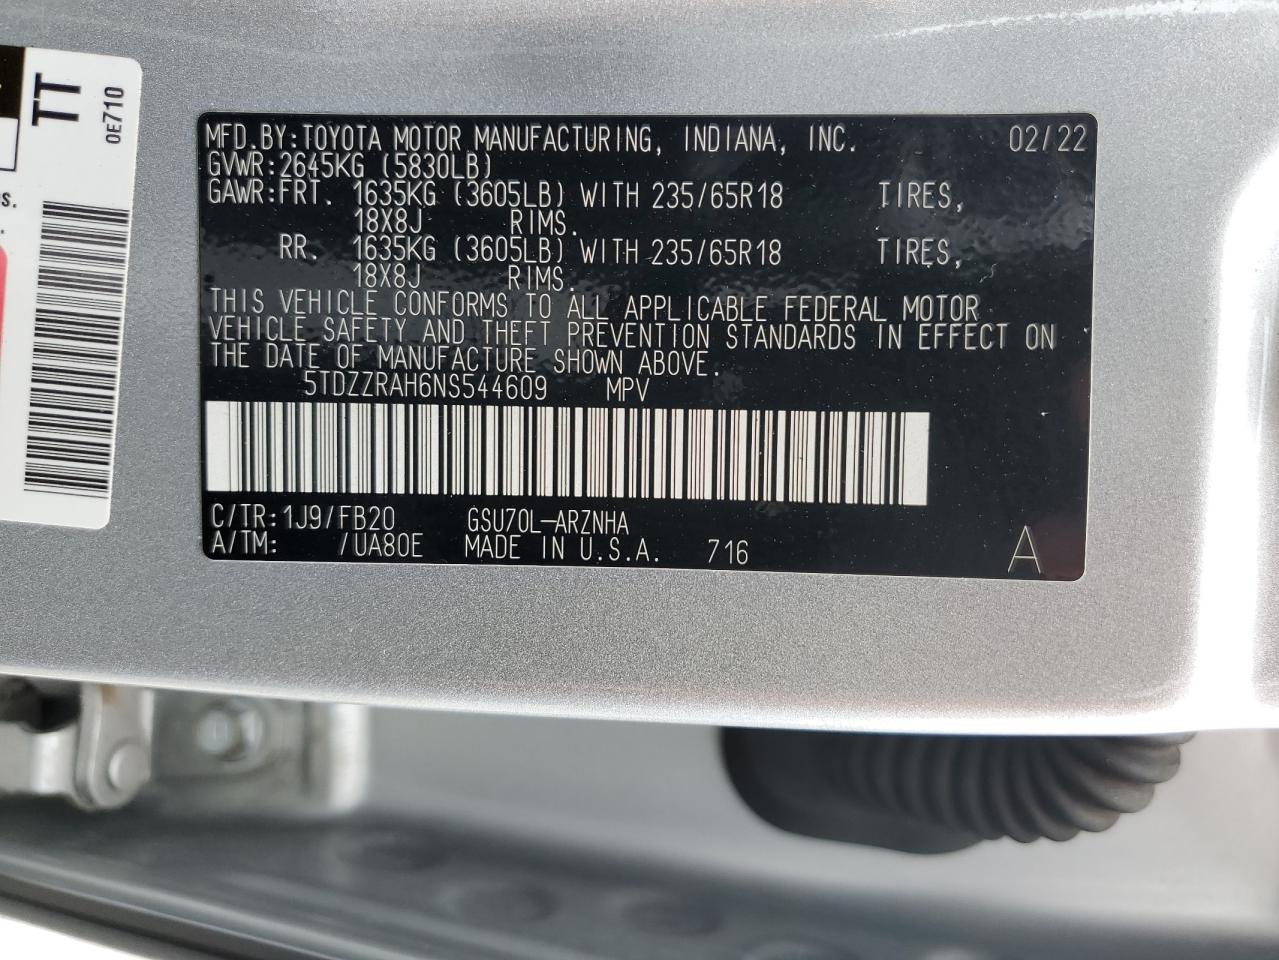 TT
0E710
MFD.BY:TOYOTA MOTOR MANUFACTURING, INDIANA, INC. 02/22
GVWR:2645KG (5830LB)
GAWR:FRT. 1635KG (3605LB) WITH 235/65R18 TIRES,
18X8J RIMS.
RR. 1635KG (3605LB) WITH 235/65R18 TIRES,
18X8J RIMS.
THIS VEHICLE CONFORMS TO ALL APPLICABLE FEDERAL MOTOR
VEHICLE SAFETY AND THEFT PREVENTION STANDARDS IN EFFECT ON
THE DATE OF MANUFACTURE SHOWN ABOVE.
5TDZZRAH6NS544609 MPV
C/TR:1J9/FB20 GSU70L-ARZNHA
A/TM: /UA80E MADE IN U.S.A. 716 A